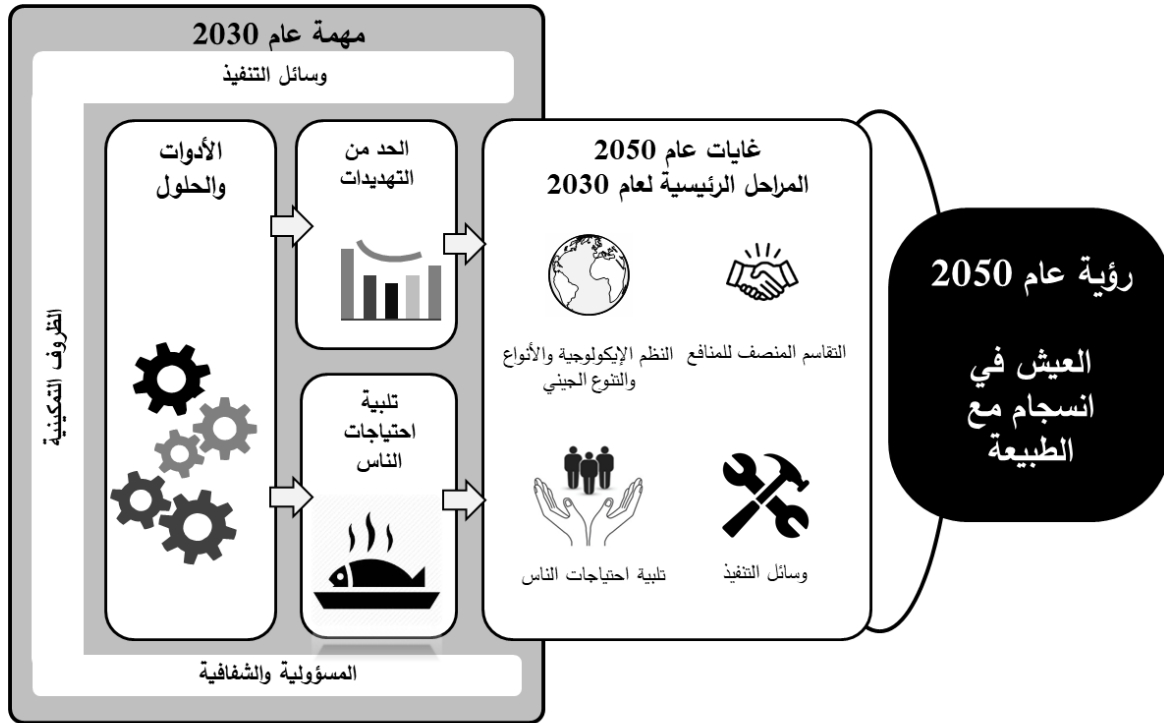 مهمة عام 2030
وسائل التنفيذ
الظروف التمكينية
الأدوات
والحلول
الحد من
التهديدات
تلبية
احتياجات
الناس
المسؤولية والشفافية
غايات عام 2050
المراحل الرئيسية لعام 2030
التقاسم المنصف للمنافع
النظم الإيكولوجية والأنواع
والتنوع الجيني
وسائل التنفيذ
تلبية احتياجات الناس
رؤية عام 2050
العيش في
انسجام مع
الطبيعة